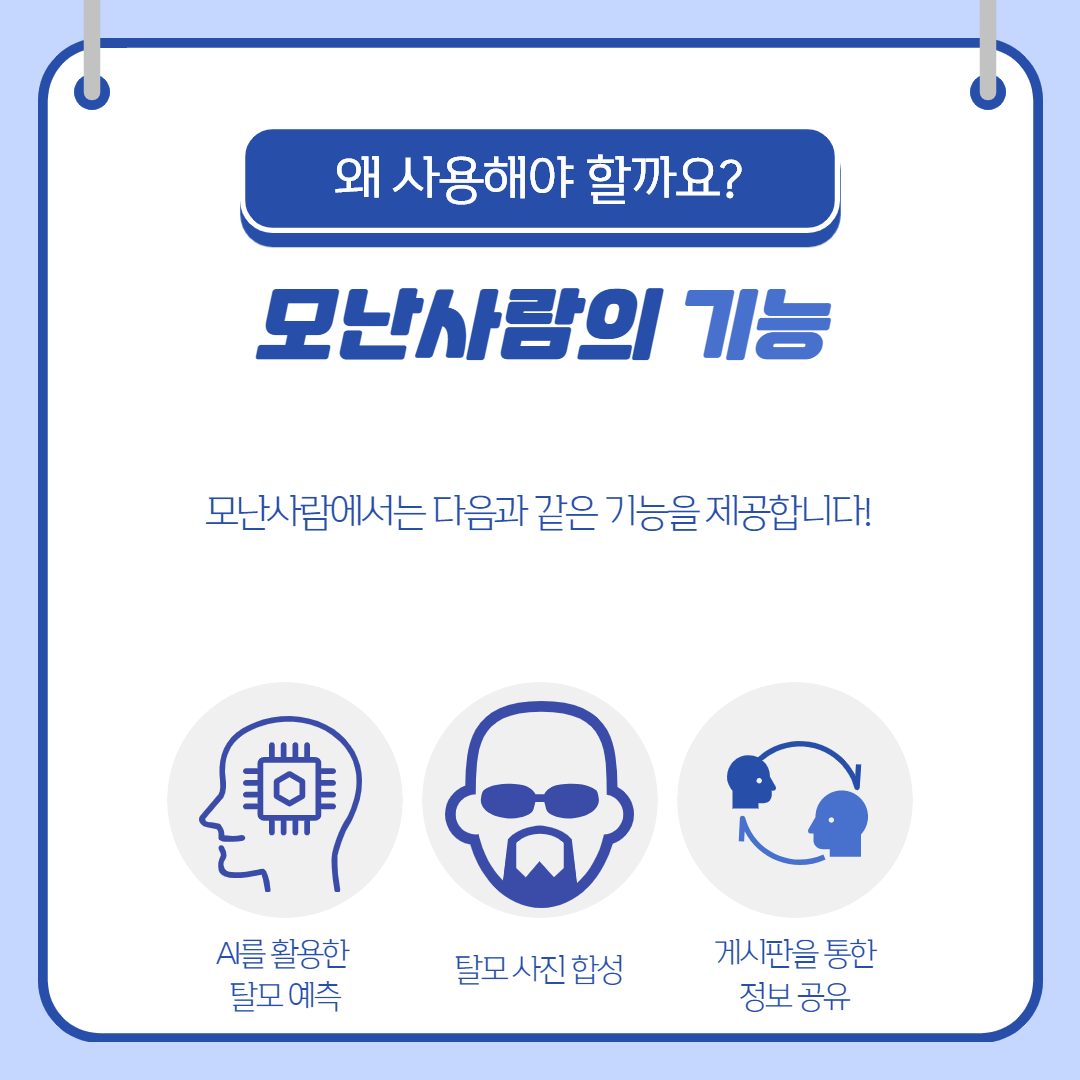 왜 사용해야 할까요?
모난사람의 기능
모난사람에서는 다음과 같은 기능을 제공합니다!
AI를 활용한
탈모 예측
탈모 사진 합성
게시판을 통한
정보 공유